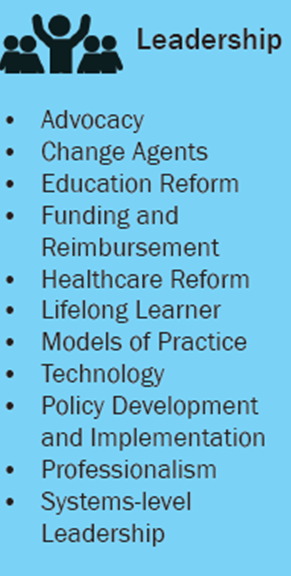 Leadership
• Advocacy
• Change Agents
• Education Reform
• Funding and
Reimbursement
• Healthcare Reform
• Lifelong Learner
• Models of Practice
• Technology
• Policy Development
and Implementation
• Professionalism
• Systems-level
Leadership